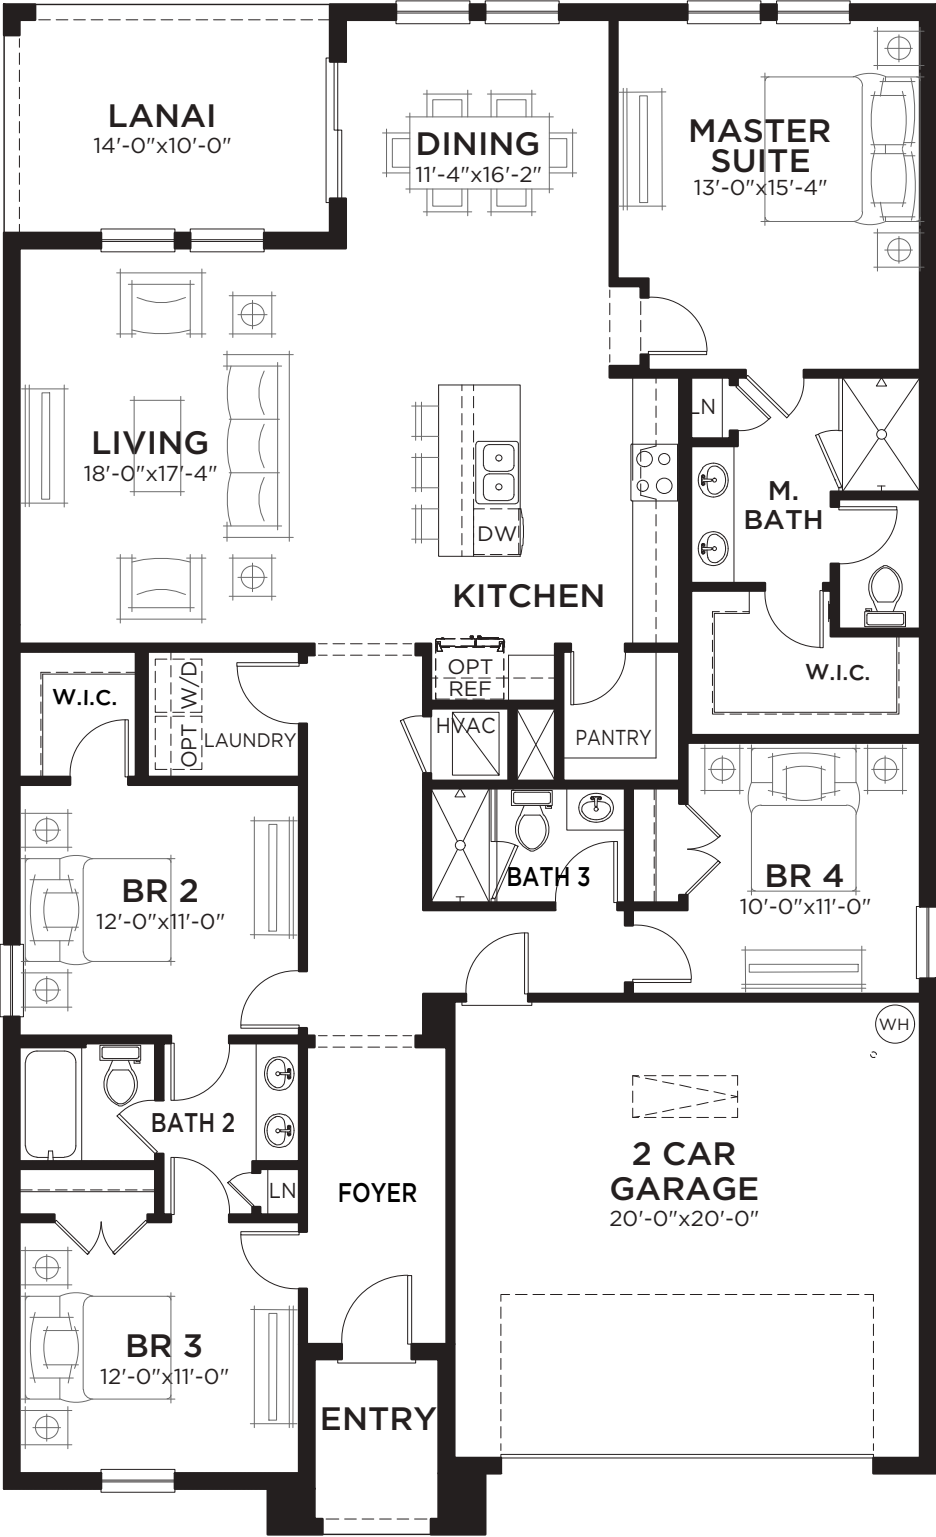 LANAI
14'-0"x10'-0"
DINING
11'-4"x16'-2"
MASTER
SUITE
13'-0"x15'-4"
LIVING
18'-0"x17'-4"
LN
M.
BATH
DW
KITCHEN
OPT
REF
W.I.C.
W.I.C.
OPT W/D
LAUNDRY
HVAC
PANTRY
BR 2
12'-0"x11'-0"
BATH 3
BR 4
10'-0"x11'-0"
WH
BATH 2
LN
FOYER
2 CAR
GARAGE
20'-0"x20'-0"
BR 3
12'-0"x11'-0"
ENTRY